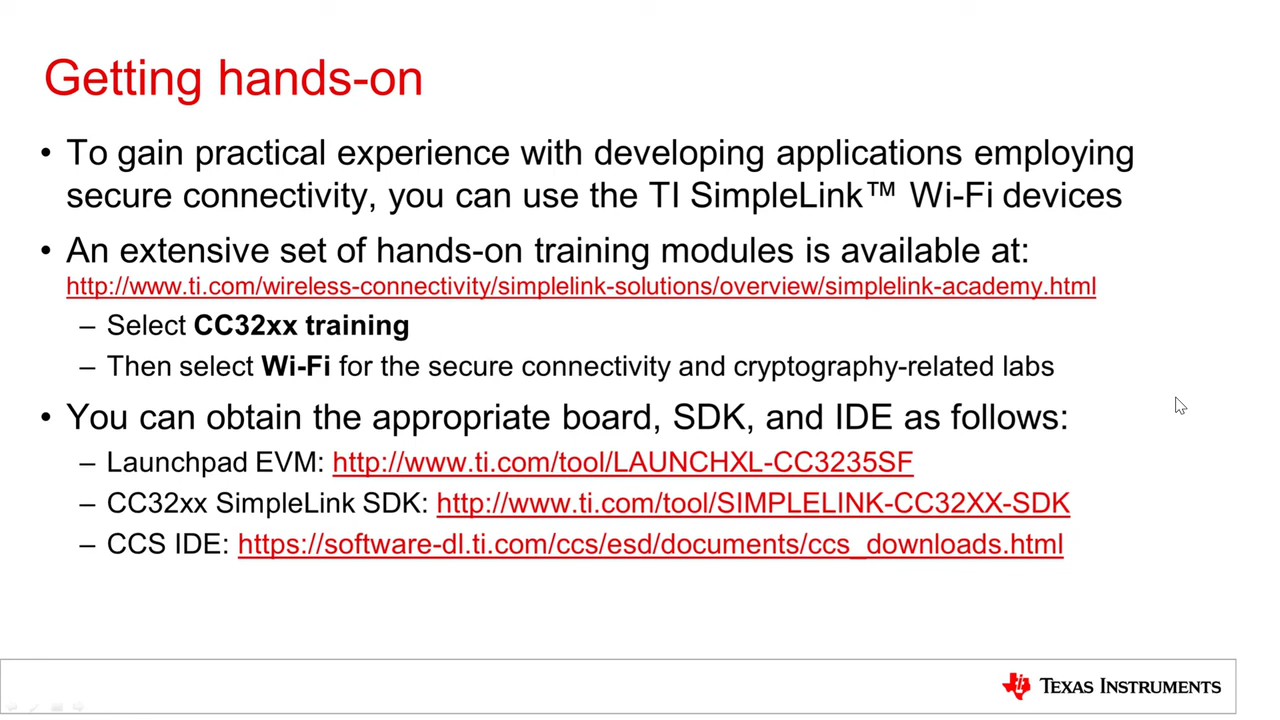 Getting hands-on
• To gain practical experience with developing applications employing
secure connectivity, you can use the TI SimpleLink™ Wi-Fi devices
• An extensive set of hands-on training modules is available at:
http://www.ti.com/wireless-connectivity/simplelink-solutions/overview/simplelink-academy.html
– Select CC32xx training
– Then select Wi-Fi for the secure connectivity and cryptography-related labs
• You can obtain the appropriate board, SDK, and IDE as follows:
– Launchpad EVM: http://www.ti.com/tool/LAUNCHXL-CC3235SF
– CC32xx SimpleLink SDK: http://www.ti.com/tool/SIMPLELINK-CC32XX-SDK
– CCS IDE: https://software-dl.ti.com/ccs/esd/documents/ccs_downloads.html
TEXAS INSTRUMENTS